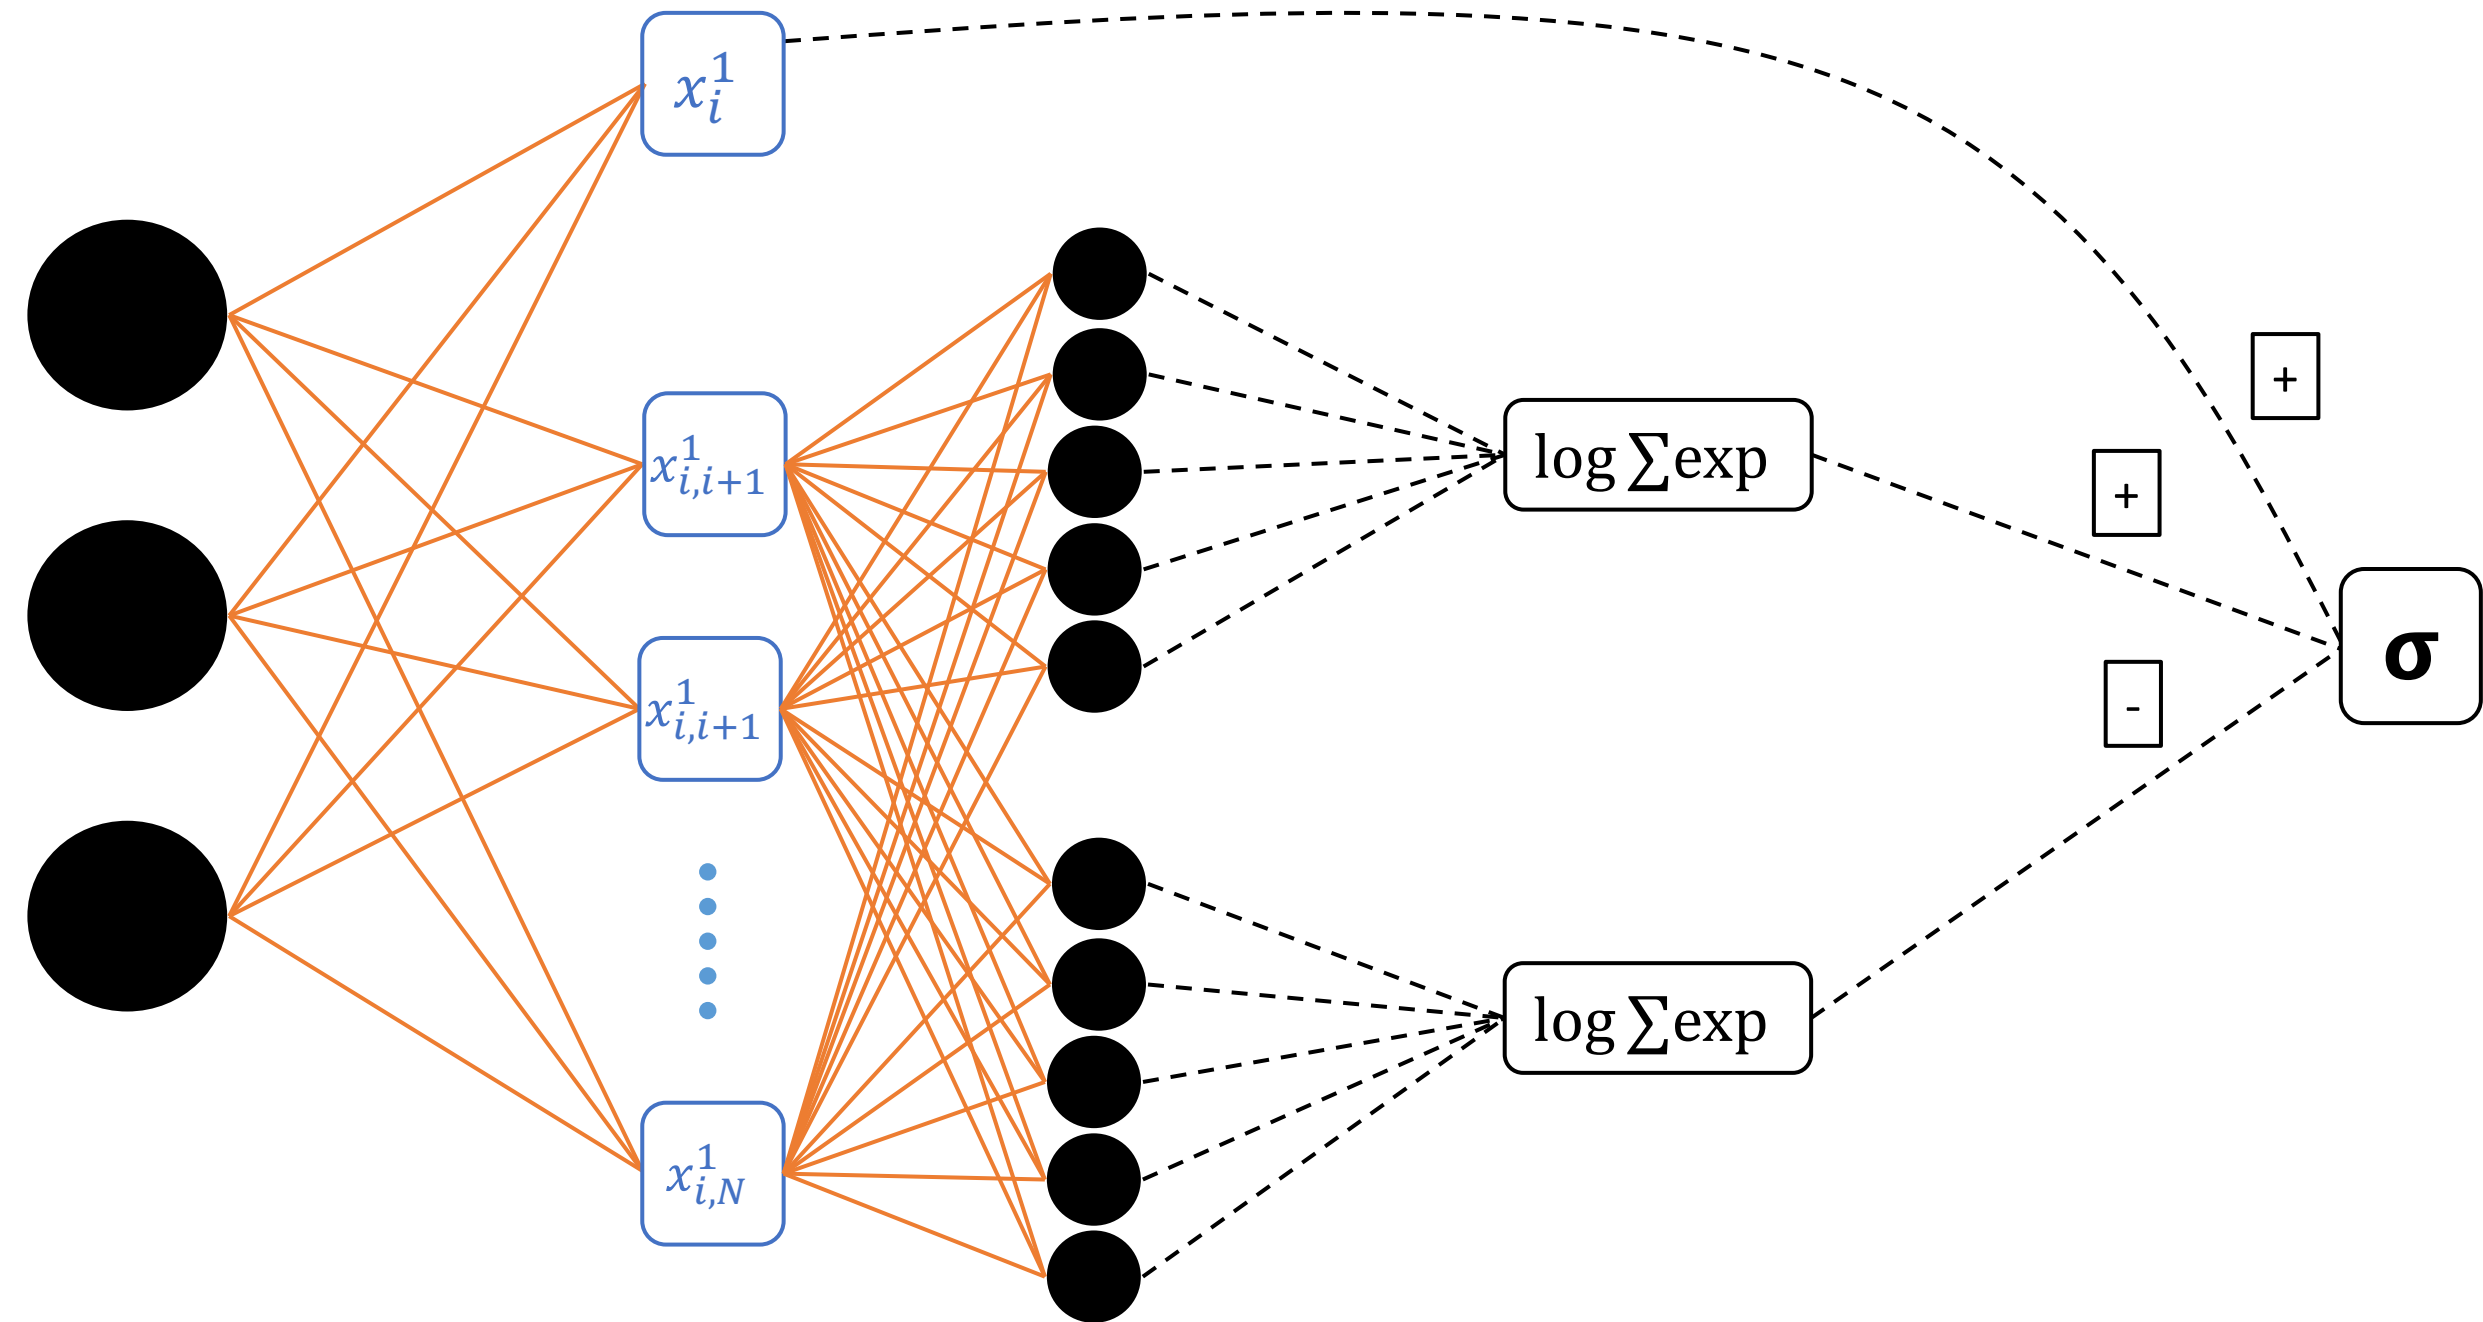 x_i^1
+
x_{i,i+1}^1
log ∑exp
+
σ
x_{i,i+1}^1
-
log ∑exp
x_{i,N}^1